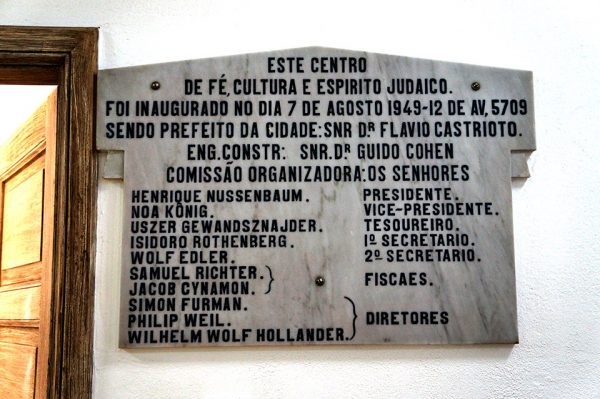 ESTE CENTRO
DE FÉ, CULTURA E ESPIRITO JUDAICO.
FOI INAUGURADO NO DIA 7 DE AGOSTO 1949-12 DE AV, 5709
SENDO PREFEITO DA CIDADE: SNR DR FLAVIO CASTRIOTO.
ENG.CONSTR: SNR.DR GUIDO COHEN
COMISSÃO ORGANIZADORA: OS SENHORES
HENRIQUE NUSSENBAUM. PRESIDENTE.
NOA KÖNIG. VICE-PRESIDENTE.
USZER GEWANDSZNAJDER. TESOUREIRO.
ISIDORO ROTHENBERG. 1º SECRETARIO.
WOLF EDLER. 2º SECRETARIO.
SAMUEL RICHTER.
JACOB CYNAMON. FISCAES.
SIMON FURMAN.
PHILIP WEIL. DIRETORES
WILHELM WOLF HOLLANDER.